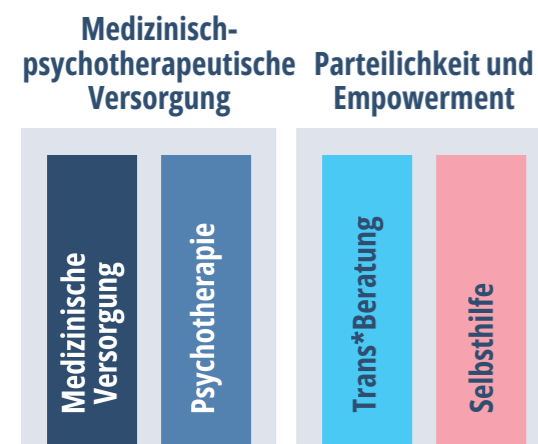 Medizinisch-
psychotherapeutische
Versorgung
Parteilichkeit und
Empowerment
Medizinische
Versorgung
Psychotherapie
Trans*Beratung
Selbsthilfe